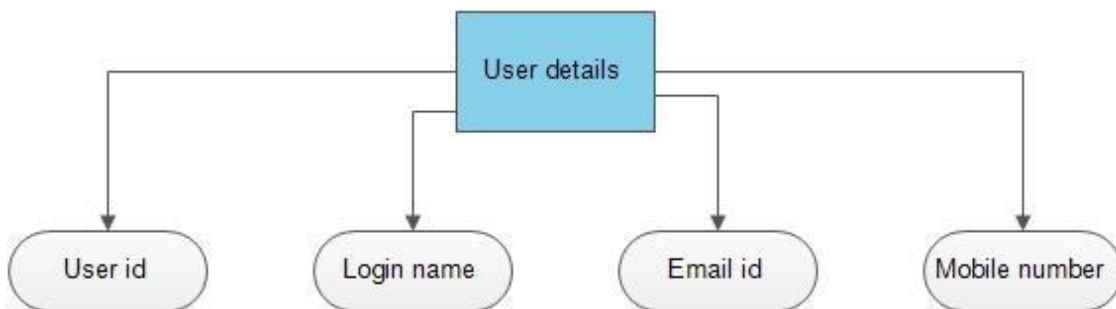 User details
User id
Login name
Email id
Mobile number